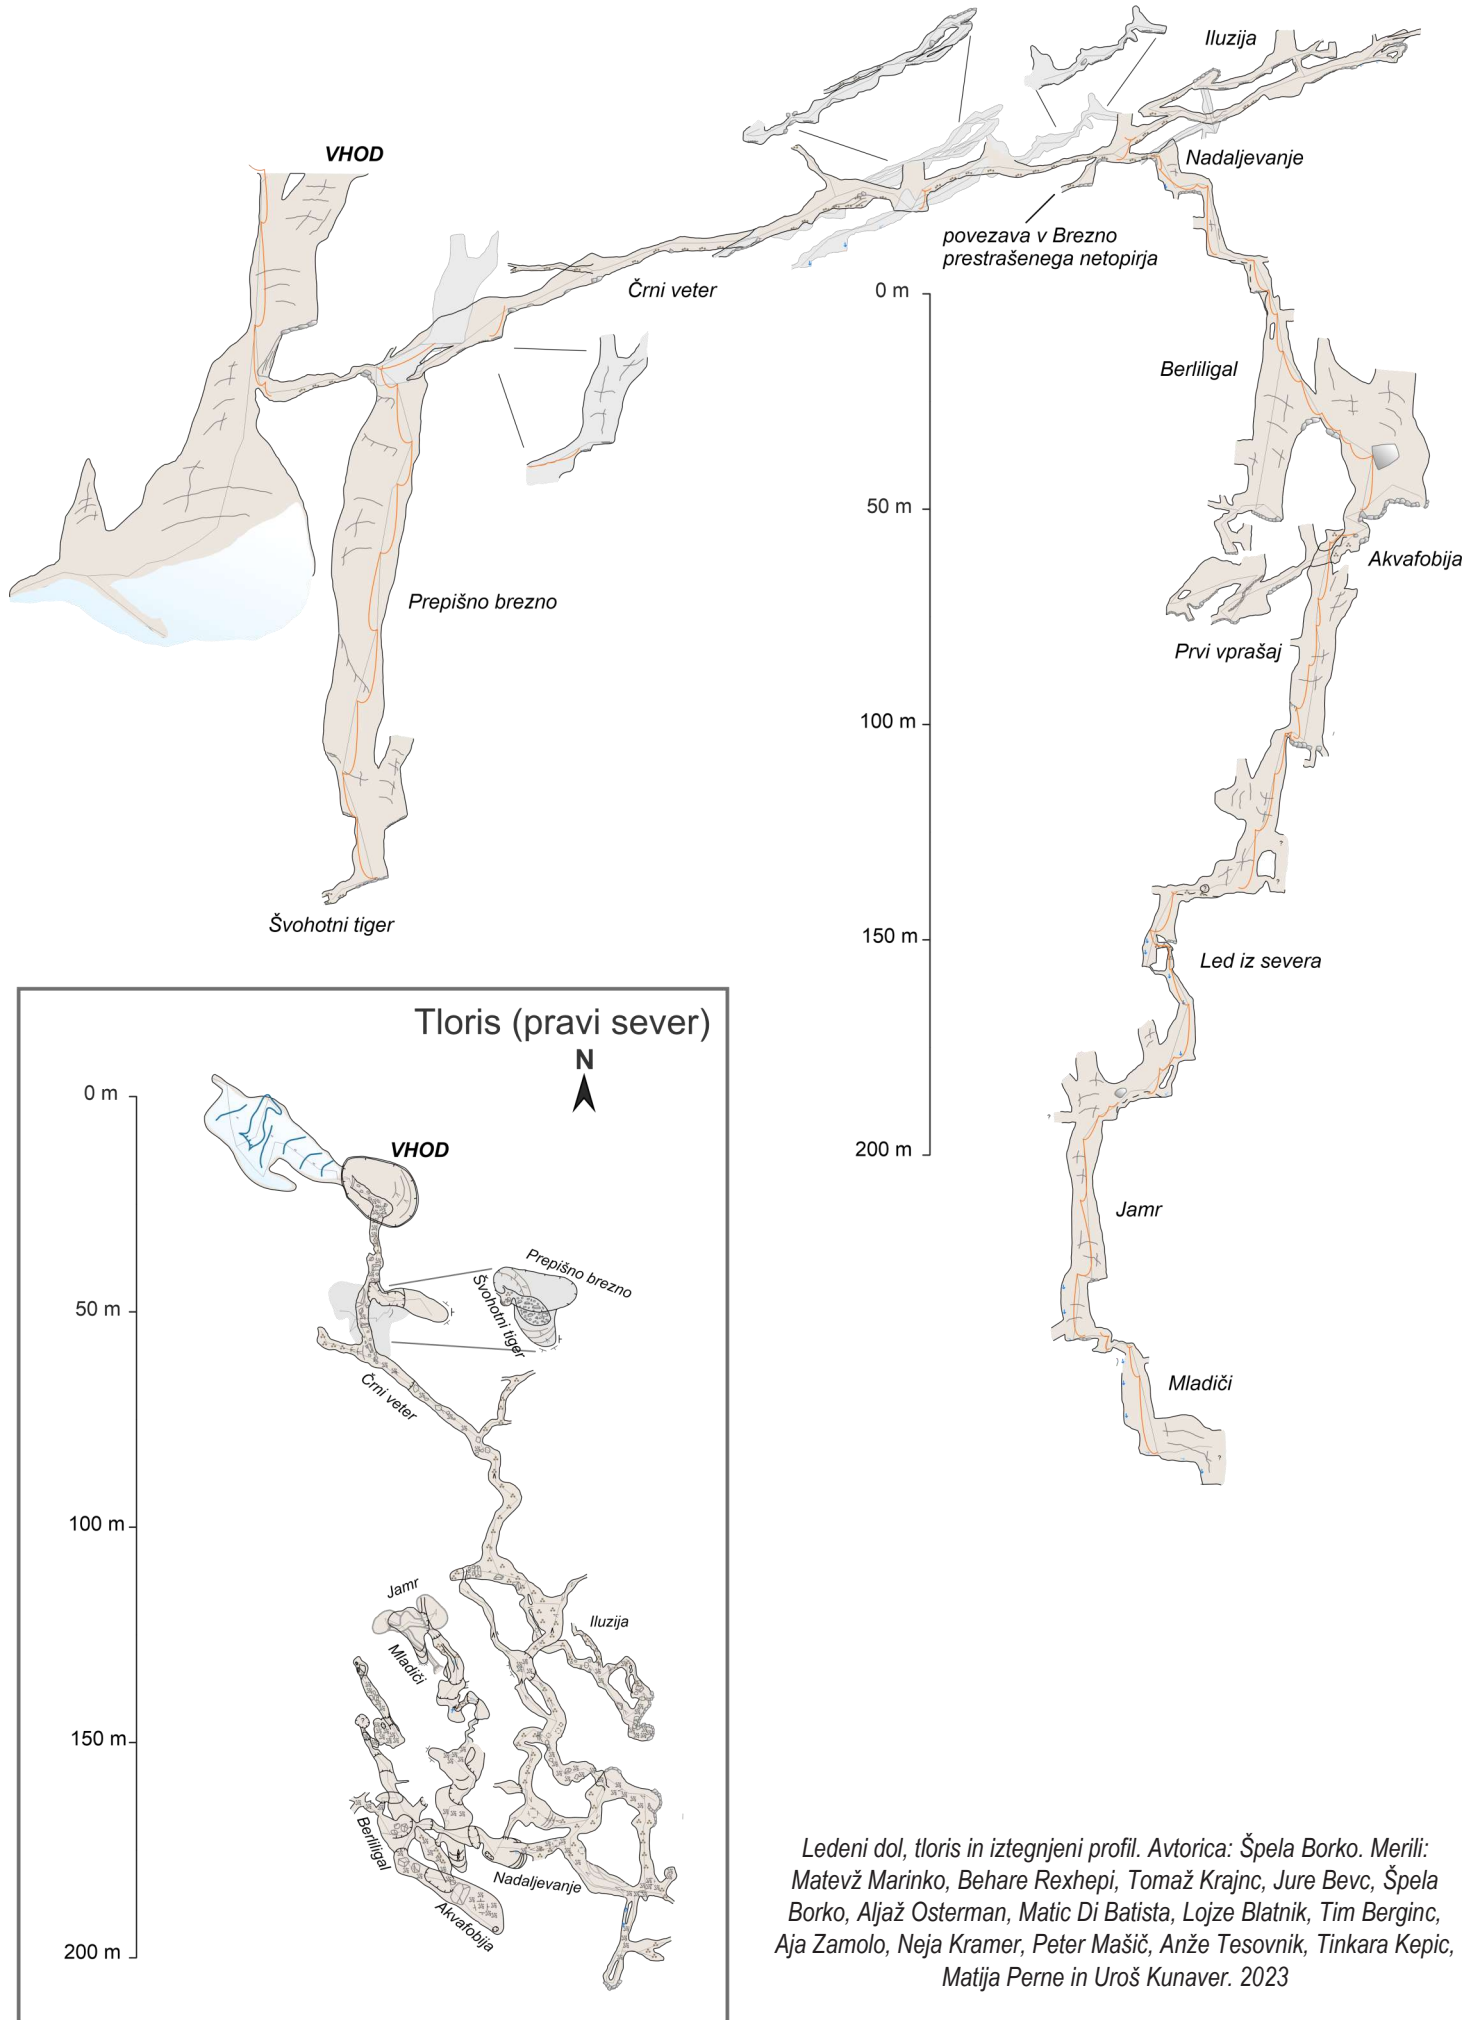 Iluzija
VHOD
Nadaljevanje
povezava v Brezno
prestrašenega netopirja
Črni veter
0 m
Berliligal
50 m
Akvafobija
Prepišno brezno
Prvi vprašaj
100 m
Švohotni tiger
150 m
Led iz severa
200 m
Jamr
Mladiči
Tloris (pravi sever)
N
0 m
VHOD
Prepišno brezno
Švohotni tiger
50 m
Črni veter
100 m
Jamr
Iluzija
Mladiči
150 m
Berliligal
Nadaljevanje
Akvafobija
200 m
Ledeni dol, tloris in iztegnjeni profil. Avtorica: Špela Borko. Merili:
Matevž Marinko, Behare Rexhepi, Tomaž Krajnc, Jure Bevc, Špela
Borko, Aljaž Osterman, Matic Di Batista, Lojze Blatnik, Tim Berginc,
Aja Zamolo, Neja Kramer, Peter Mašič, Anže Tesovnik, Tinkara Kepic,
Matija Perne in Uroš Kunaver. 2023